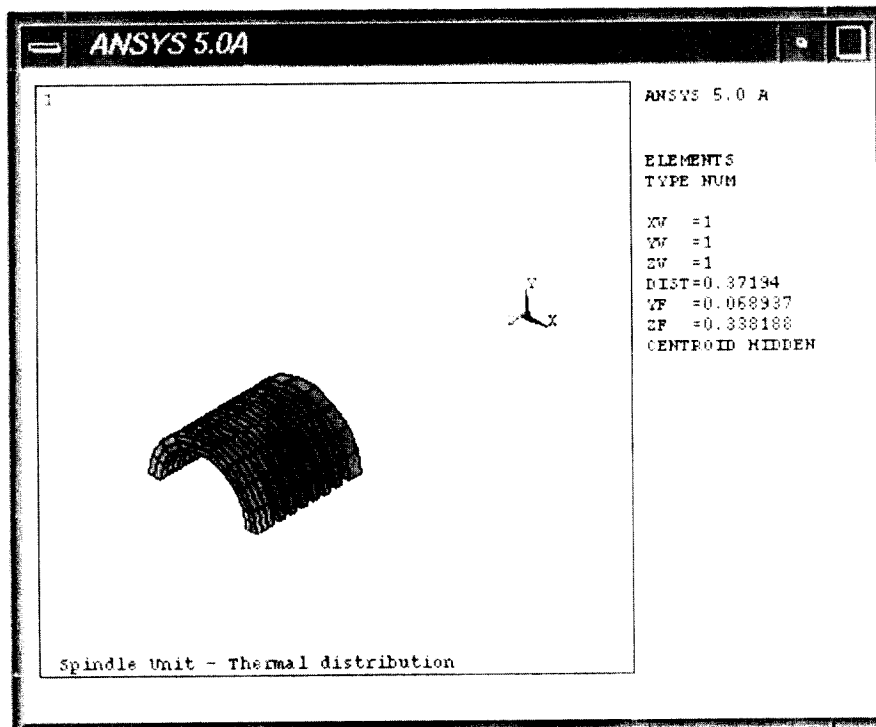 ANSYS 5.0A
1
ANSYS 5.0 A
ELEMENTS
TYPE NUM
XV =1
YV =1
ZV =1
DIST=0.37194
YF =0.068937
ZF =0.338188
CENTROID HIDDEN
Y
X
Z
Spindle Unit - Thermal distribution